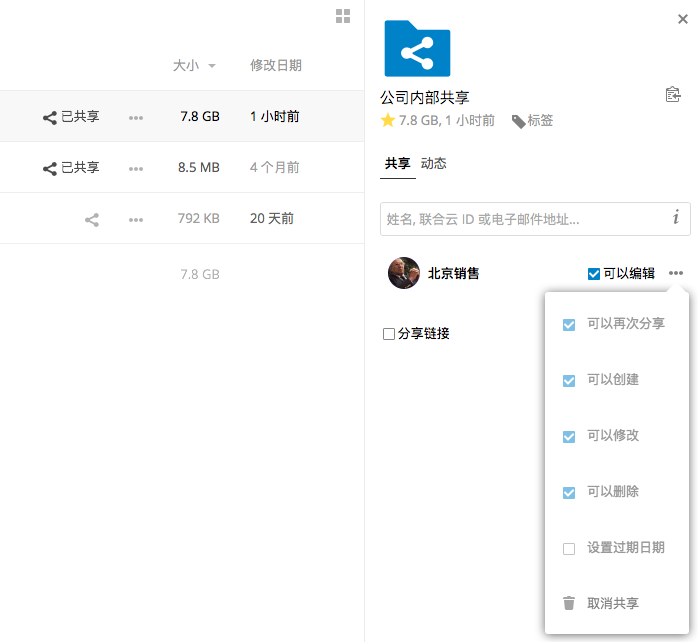 大小 修改日期
已共享 7.8 GB 1 小时前
已共享 8.5 MB 4 个月前
792 KB 20 天前
7.8 GB
公司内部共享
7.8 GB, 1 小时前 标签
共享 动态
姓名, 联合云 ID 或电子邮件地址... i
北京销售 可以编辑
分享链接
可以再次分享
可以创建
可以修改
可以删除
设置过期日期
取消共享